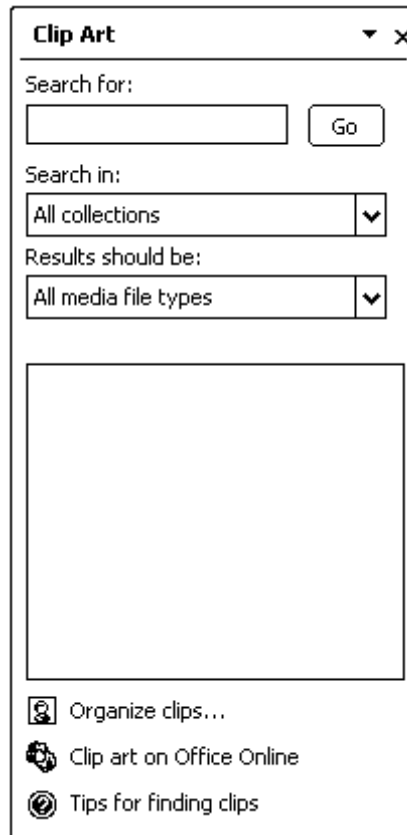 Clip Art
Search for:
Go
Search in:
All collections
Results should be:
All media file types
Organize clips...
Clip art on Office Online
Tips for finding clips